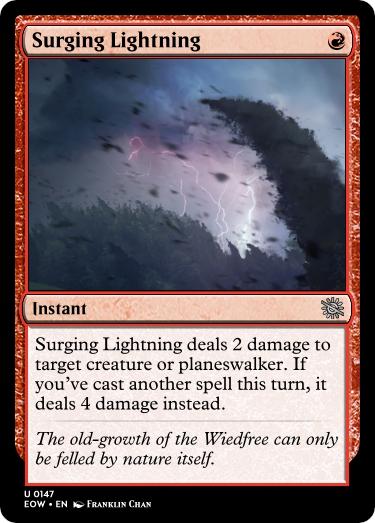 Surging Lightning
Instant
Surging Lightning deals 2 damage to
target creature or planeswalker. If
you've cast another spell this turn, it
deals 4 damage instead.
The old-growth of the Wiedfree can only
be felled by nature itself.
U 0147
EOW • EN Franklin Chan